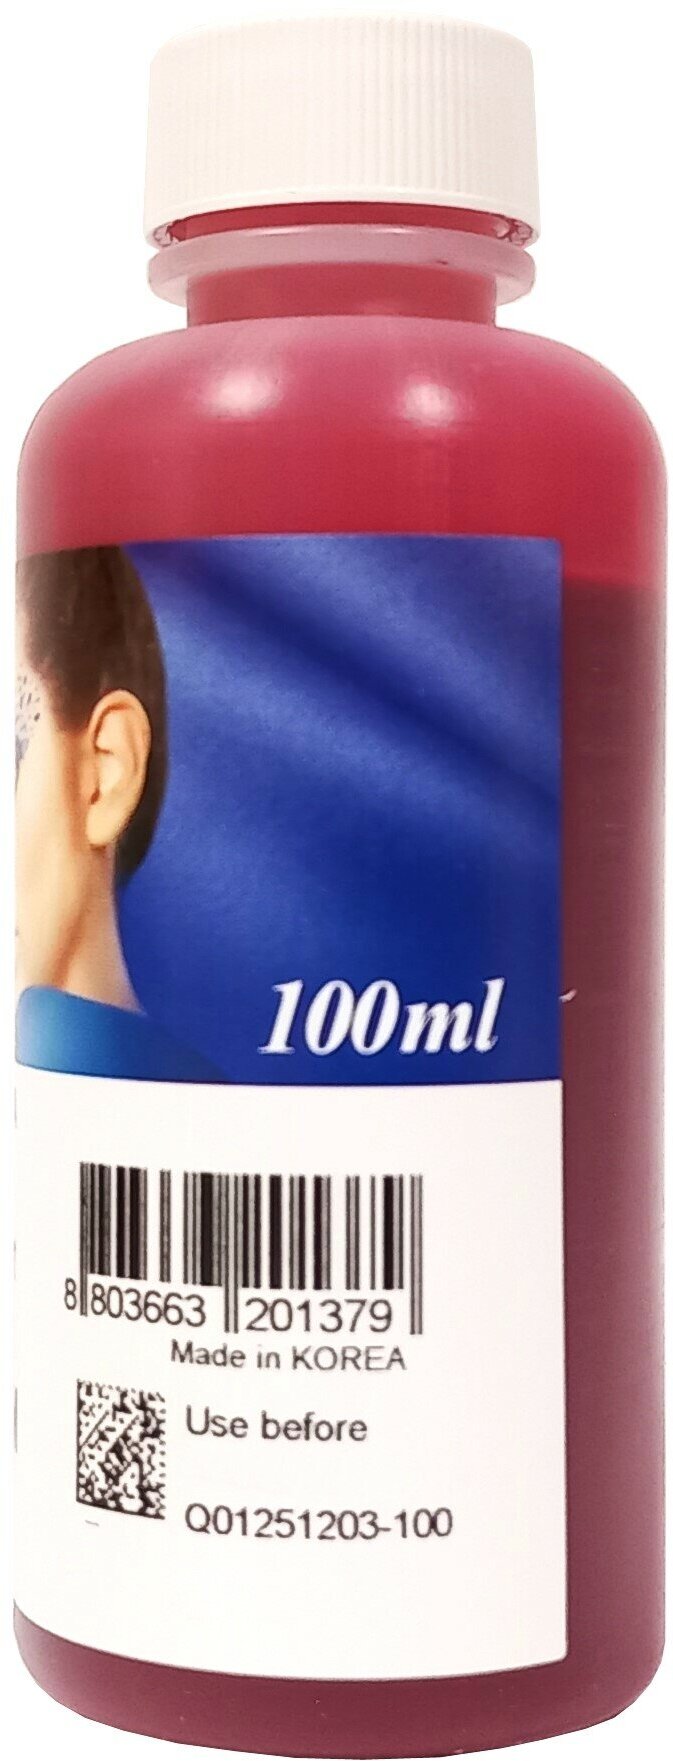 100ml
8 803663 201379
Made in KOREA
Use before
Q01251203-100